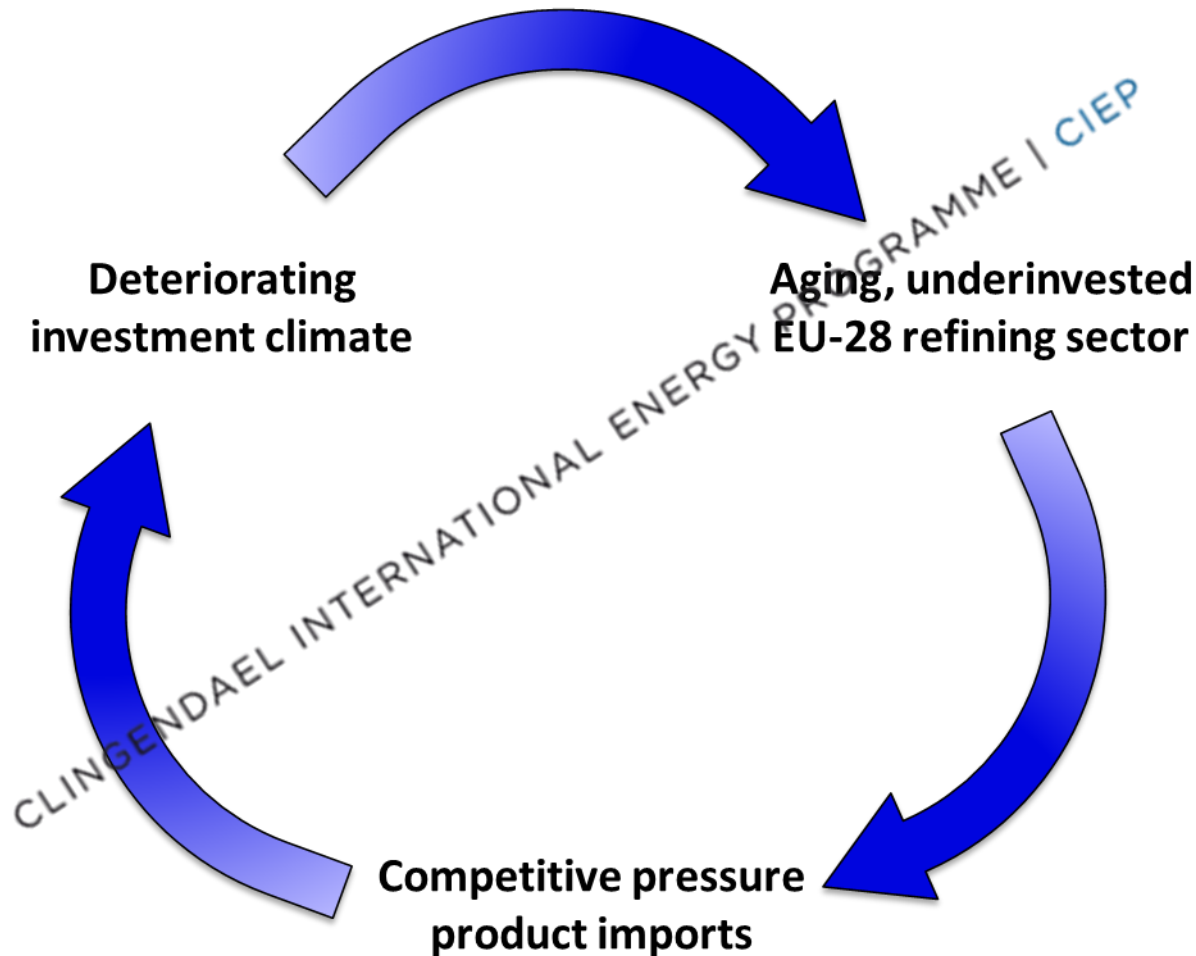 Deteriorating
investment climate
Aging, underinvested
EU-28 refining sector
CLINGENDAEL INTERNATIONAL ENERGY PROGRAMME | CIEP
Competitive pressure
product imports